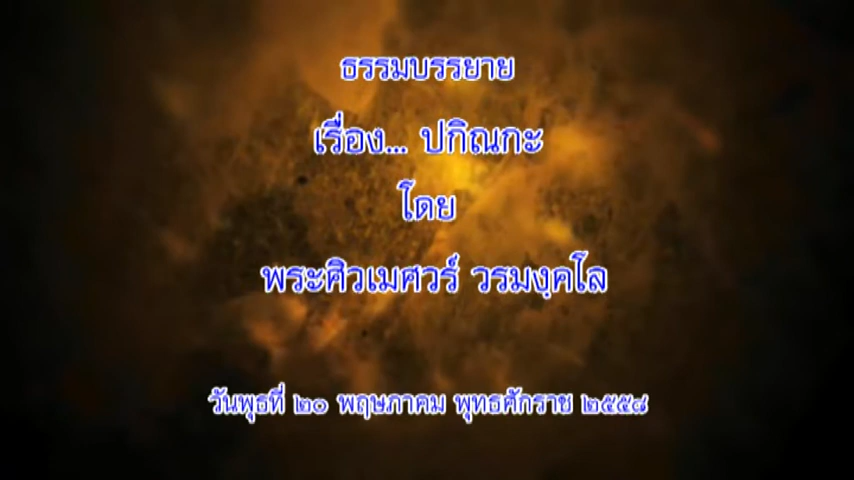 ธรรมบรรยาย
เรื่อง... ปกิณกะ
โดย
พระศิวเมศวร์ วรมงฺคโล
วันพุธที่ ๒๐ พฤษภาคม พุทธศักราช ๒๕๕๘